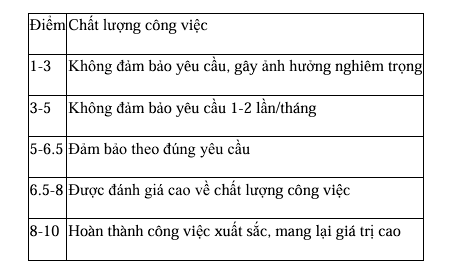 Điểm Chất lượng công việc
1-3 Không đảm bảo yêu cầu, gây ảnh hưởng nghiêm trọng
3-5 Không đảm bảo yêu cầu 1-2 lần/tháng
5-6.5 Đảm bảo theo đúng yêu cầu
6.5-8 Được đánh giá cao về chất lượng công việc
8-10 Hoàn thành công việc xuất sắc, mang lại giá trị cao